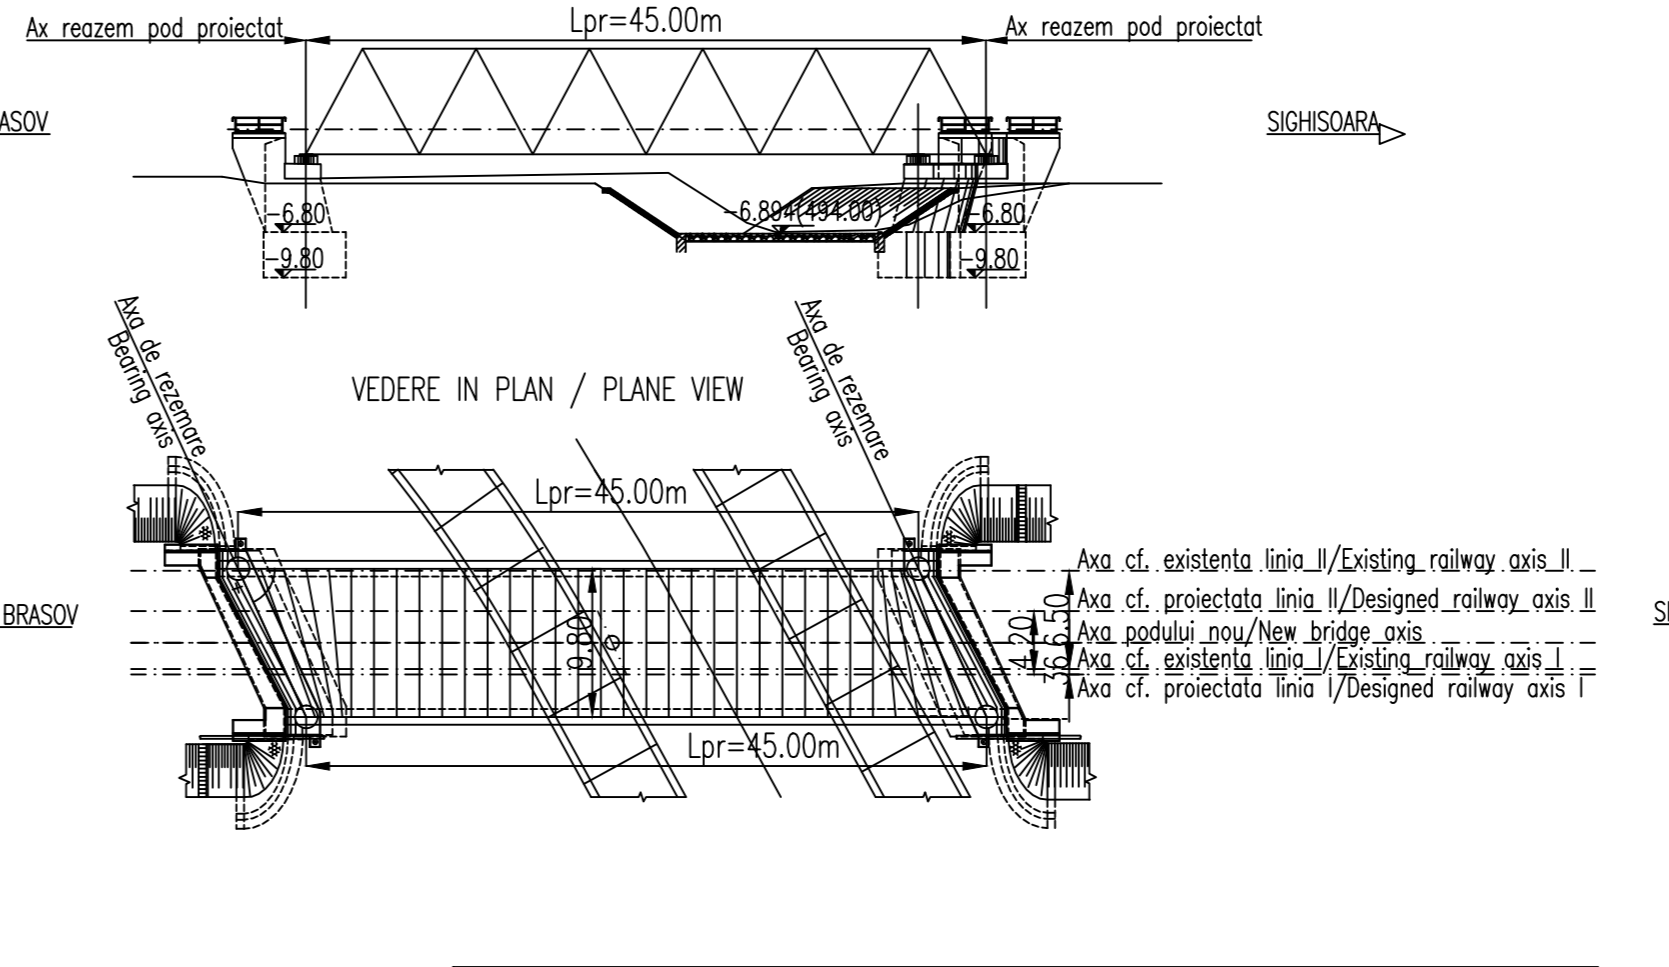 Lpr=45.00m
Ax reazem pod proiectat
Ax reazem pod proiectat
ASOV
SIGHISOARA
-6.80
-6.894(494.00)
-6.80
-9.80
-9.80
Axa de rezemare
Bearing axis
Axa de rezemare
Bearing axis
VEDERE IN PLAN / PLANE VIEW
Lpr=45.00m
Axa cf. existenta linia II/Existing railway axis II
Axa cf. proiectata linia II/Designed railway axis II
BRASOV
Axa podului nou/New bridge axis
Axa cf. existenta linia I/Existing railway axis I
Axa cf. proiectata linia I/Designed railway axis I
9.80
4.20
6.50
Lpr=45.00m